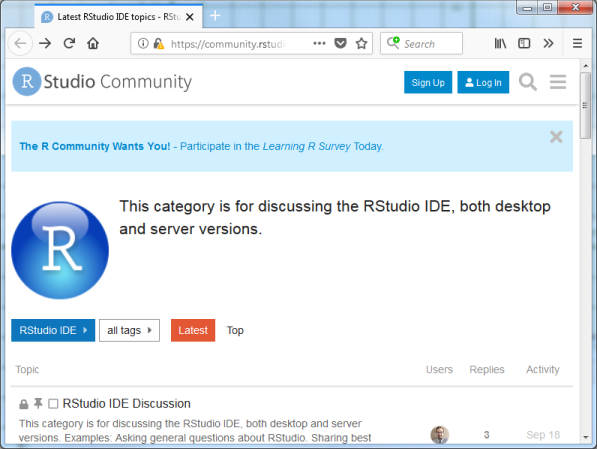 Latest RStudio IDE topics - RStu
https://community.rstudi
Search
R Studio Community
Sign Up
Log In
The R Community Wants You! - Participate in the Learning R Survey Today.
R
This category is for discussing the RStudio IDE, both desktop
and server versions.
RStudio IDE
all tags
Latest
Top
Topic
Users
Replies
Activity
RStudio IDE Discussion
This category is for discussing the RStudio IDE, both desktop and server
versions. Examples: Asking general questions about RStudio. Sharing best
3
Sep 18